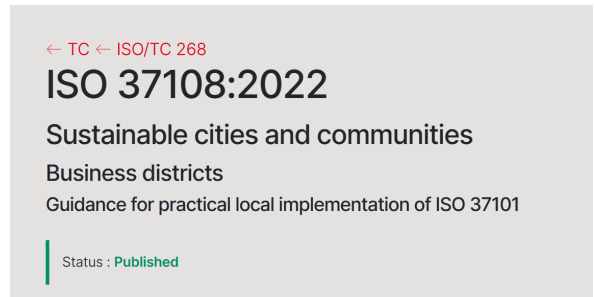 ← TC ← ISO/TC 268
ISO 37108:2022
Sustainable cities and communities
Business districts
Guidance for practical local implementation of ISO 37101
Status : Published